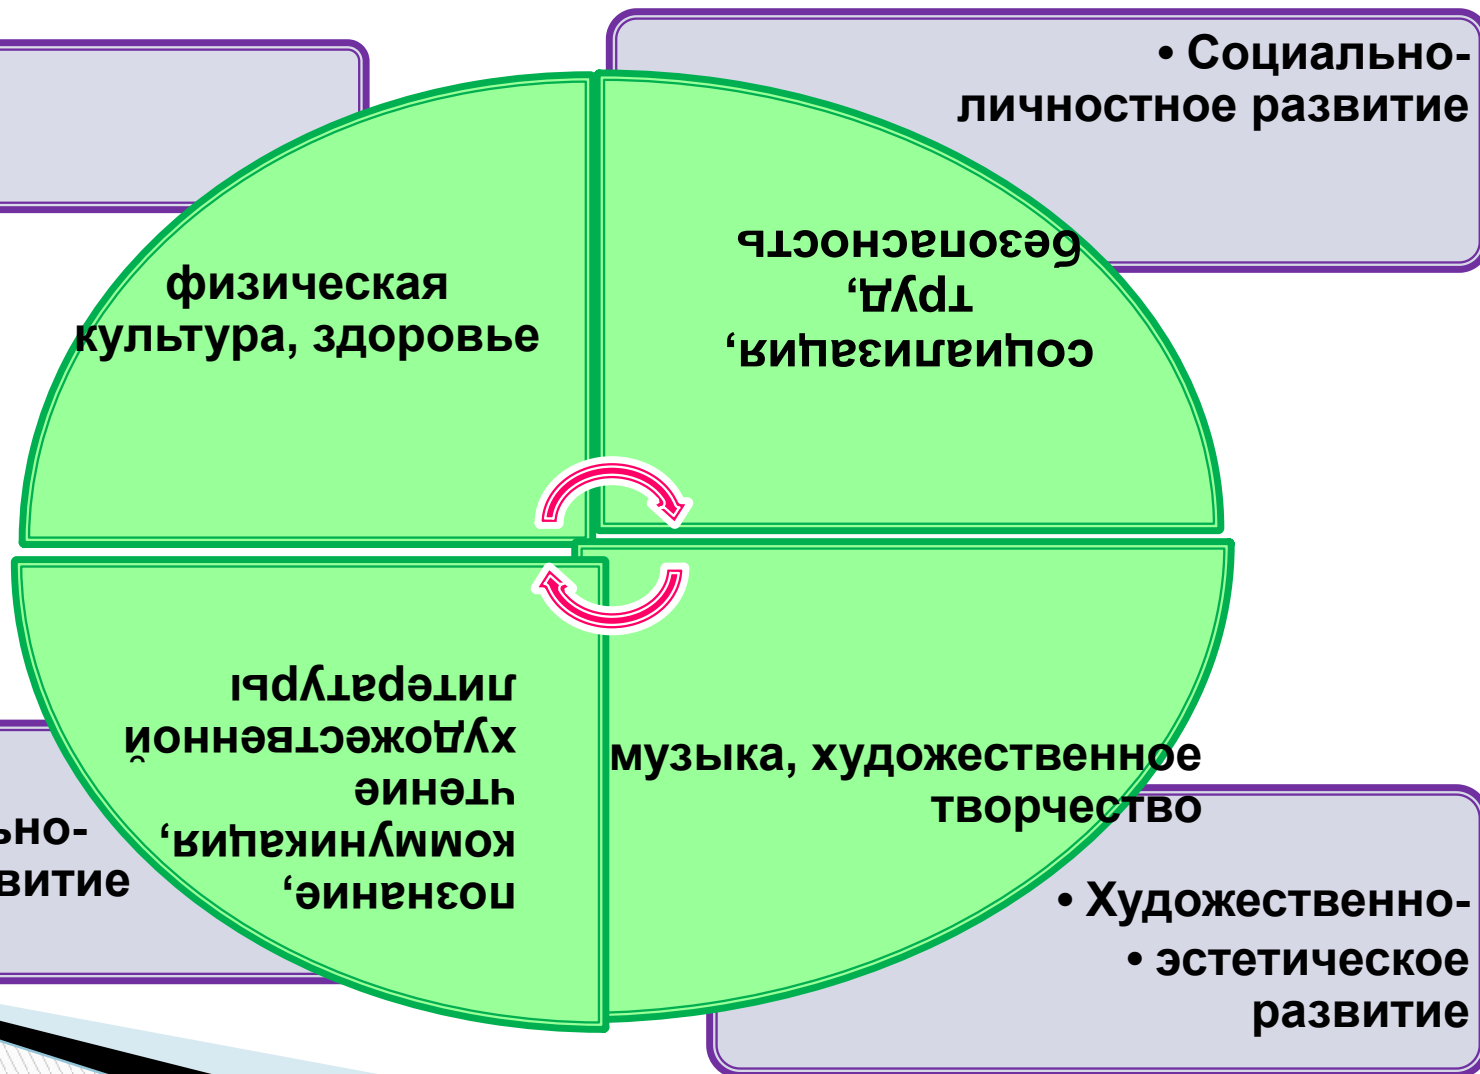 • Социально-
личностное развитие
физическая
культура, здоровье
социализация,
труд,
безопасность
познание,
коммуникация,
чтение
художественной
литературы
музыка, художественное
творчество
ьно-
витие
• Художественно-
• эстетическое
развитие